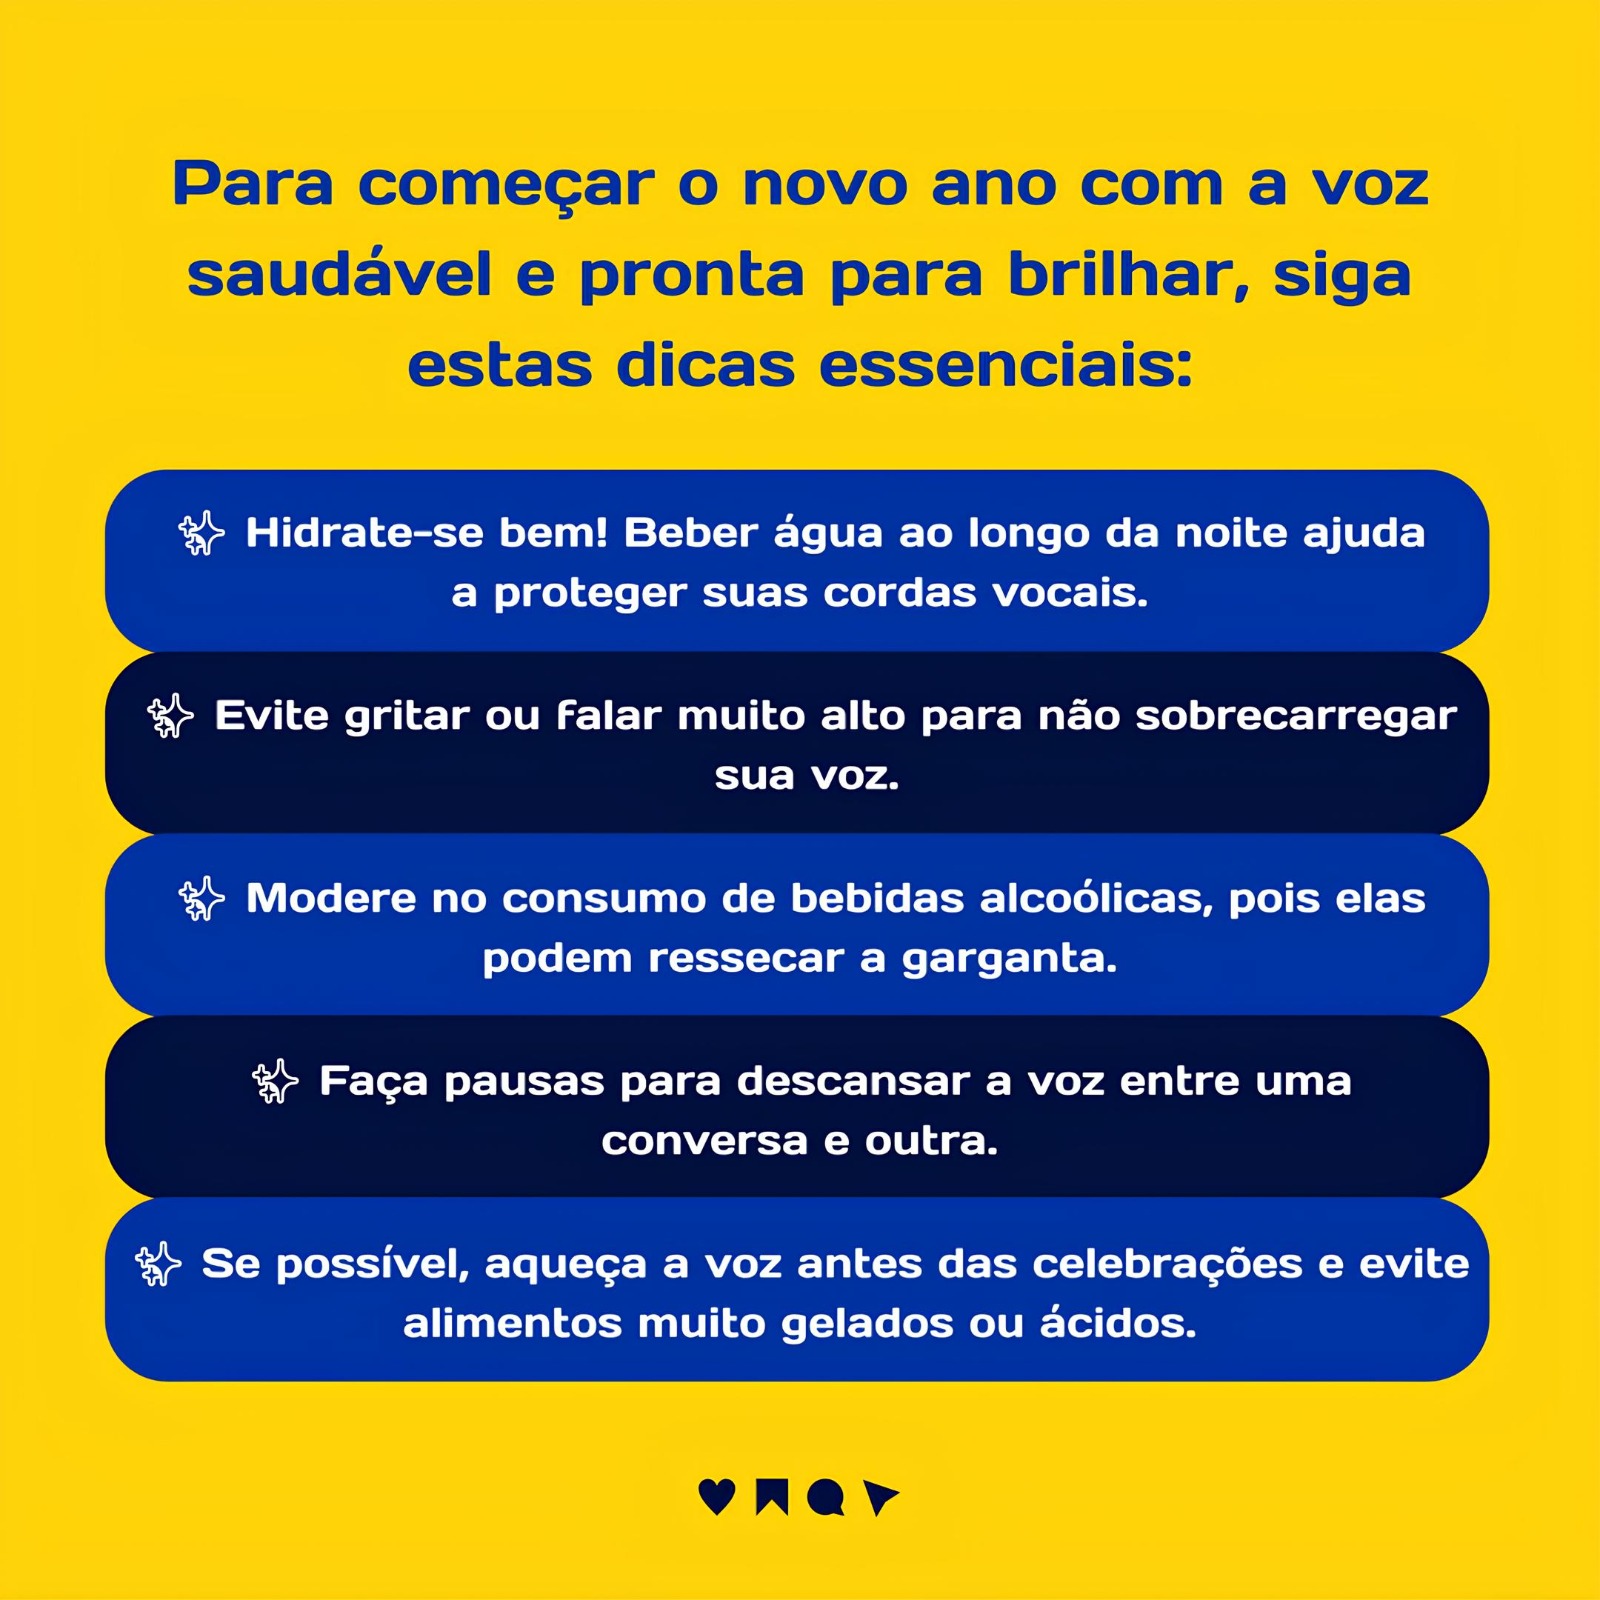 Para começar o novo ano com a voz
saudável e pronta para brilhar, siga
estas dicas essenciais:
Hidrate-se bem! Beber água ao longo da noite ajuda
a proteger suas cordas vocais.
Evite gritar ou falar muito alto para não sobrecarregar
sua voz.
Modere no consumo de bebidas alcoólicas, pois elas
podem ressecar a garganta.
Faça pausas para descansar a voz entre uma
conversa e outra.
Se possível, aqueça a voz antes das celebrações e evite
alimentos muito gelados ou ácidos.